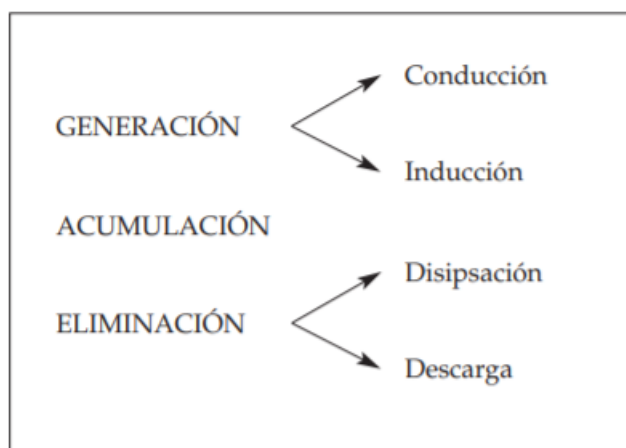 Conducción
GENERACIÓN
Inducción
ACUMULACIÓN
Disipsación
ELIMINACIÓN
Descarga